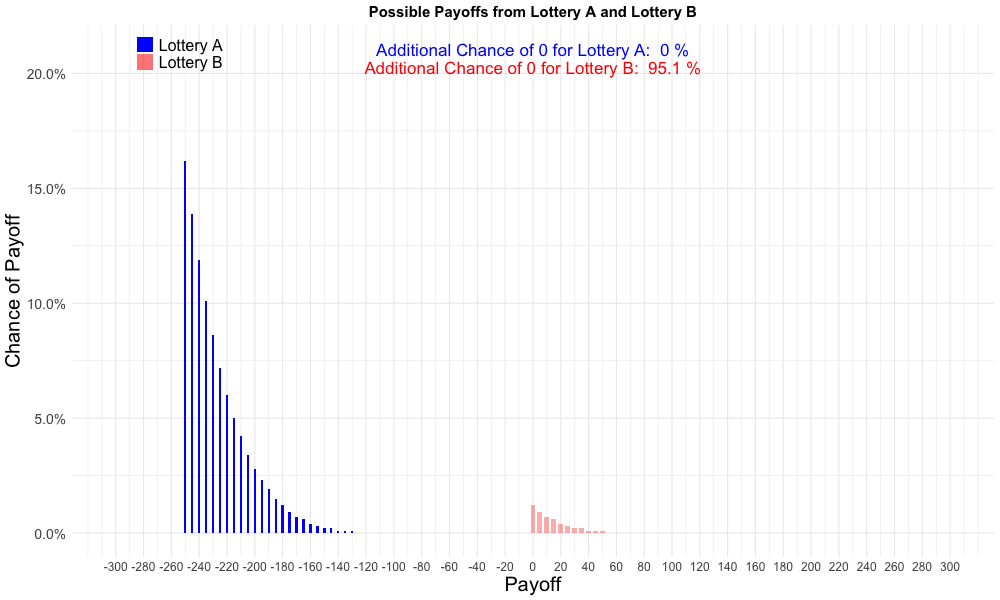 Possible Payoffs from Lottery A and Lottery B
Lottery A
Lottery B
Additional Chance of 0 for Lottery A:  0 %
Additional Chance of 0 for Lottery B:  95.1 %
Chance of Payoff
20.0%
15.0%
10.0%
5.0%
0.0%
-300 -280 -260 -240 -220 -200 -180 -160 -140 -120 -100 -80 -60 -40 -20 0 20 40 60 80 100 120 140 160 180 200 220 240 260 280 300
Payoff